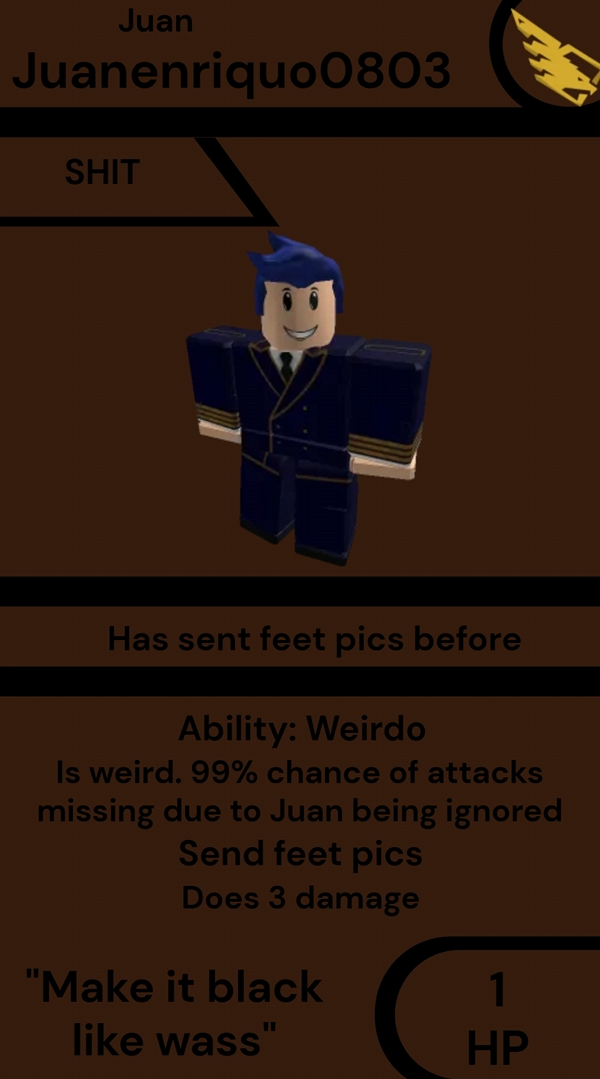 Juan
Juanenriquo0803
SHIT
Has sent feet pics before
Ability: Weirdo
Is weird. 99% chance of attacks
missing due to Juan being ignored
Send feet pics
Does 3 damage
"Make it black
like wass"
1
HP